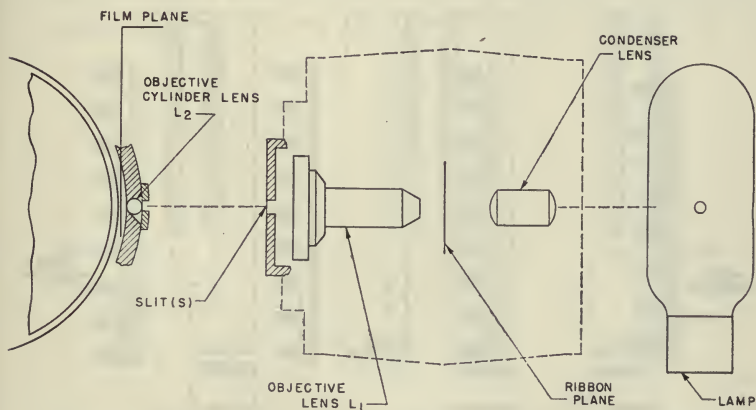 FILM PLANE
OBJECTIVE
CYLINDER LENS
L2
CONDENSER
LENS
SLIT(S)
OBJECTIVE
LENS L1
RIBBON
PLANE
LAMP